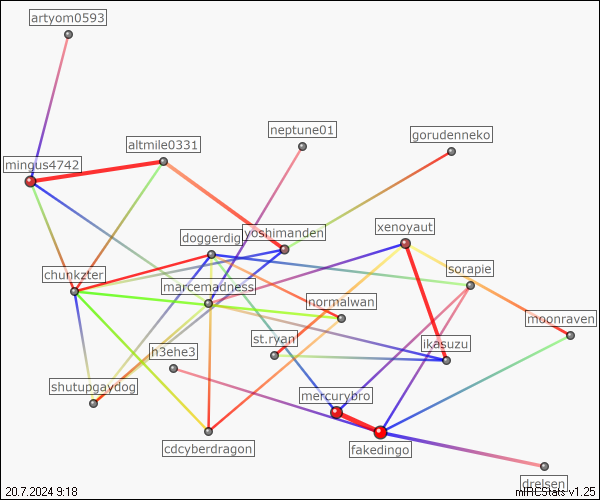 artyom0593
neptune01
gorudenneko
altmile0331
mingus4742
xenoyaut
yoshimanden
doggerdig
sorapie
chunkzter
marcemadness
normalwan
moonraven
st.ryan
ikasuzu
h3ehe3
shutupgaydog
mercurybro
cdcyberdragon
fakedingo
drelsen
20.7.2024 9:18
mIRCStats v1.25